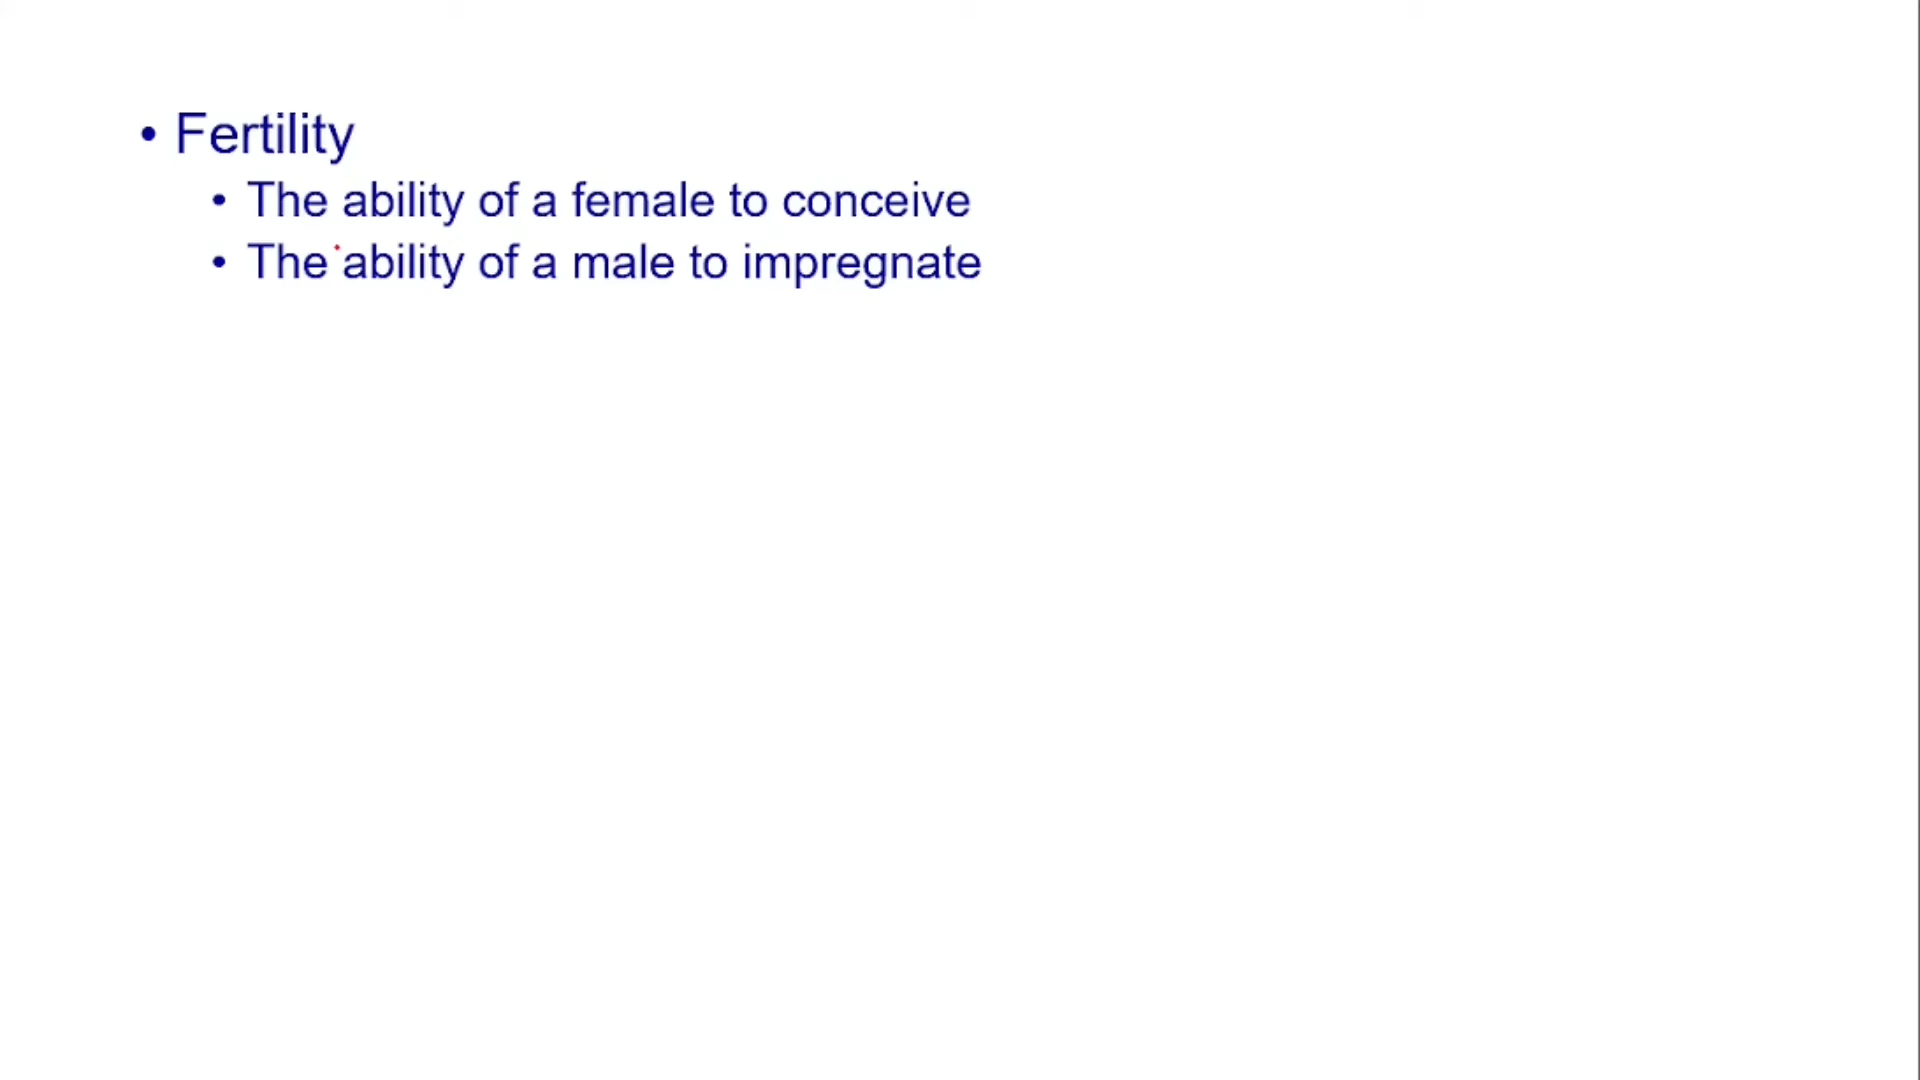 • Fertility
• The ability of a female to conceive
• The ability of a male to impregnate